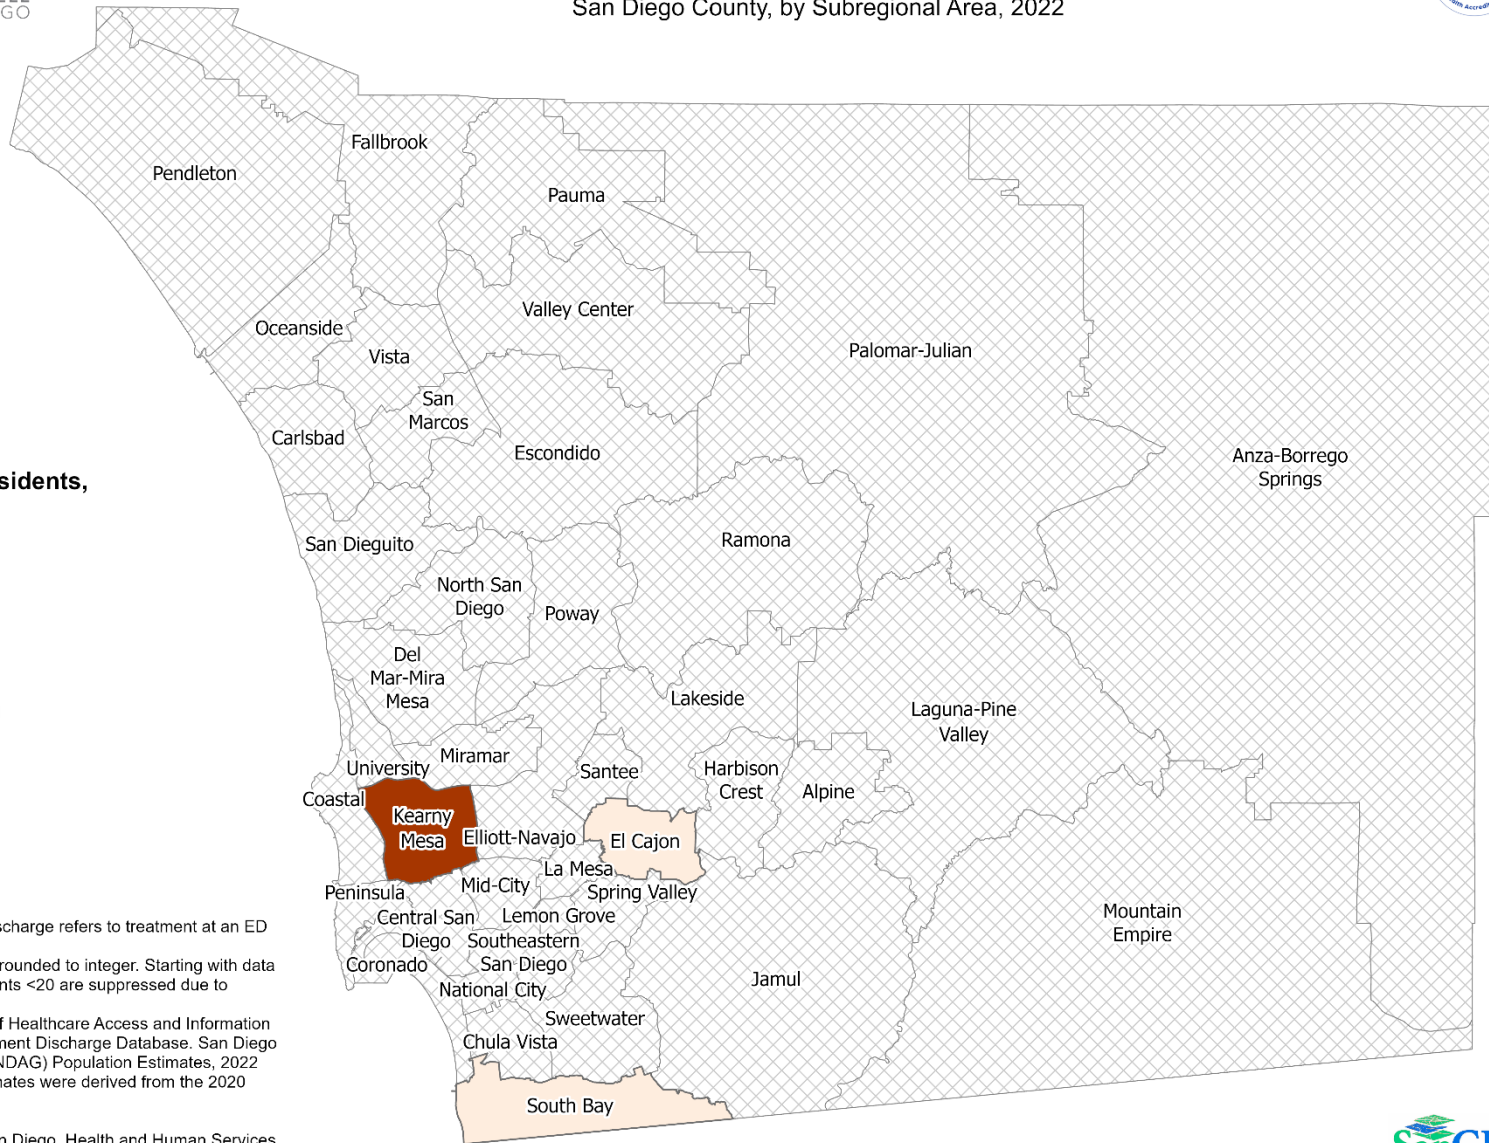 GO
San Diego County, by Subregional Area, 2022
Fallbrook
Pendleton
Pauma
Valley Center
Oceanside
Vista
Palomar-Julian
San
Marcos
Carlsbad
Escondido
Anza-Borrego
Springs
sidents,
Ramona
San Dieguito
North San
Diego
Poway
Del
Mar-Mira
Mesa
Lakeside
Laguna-Pine
Valley
Miramar
University
Santee
Harbison
Crest
Alpine
Coastal
Kearny
Mesa
Elliott-Navajo
El Cajon
La Mesa
Mid-City
Spring Valley
Peninsula
Central San
Diego
Lemon Grove
Southeastern
San Diego
Mountain
Empire
Coronado
Jamul
National City
Sweetwater
Chula Vista
South Bay
scharge refers to treatment at an ED
rounded to integer. Starting with data
nts <20 are suppressed due to
f Healthcare Access and Information
ment Discharge Database. San Diego
NDAG) Population Estimates, 2022
nates were derived from the 2020
n Diego, Health and Human Services